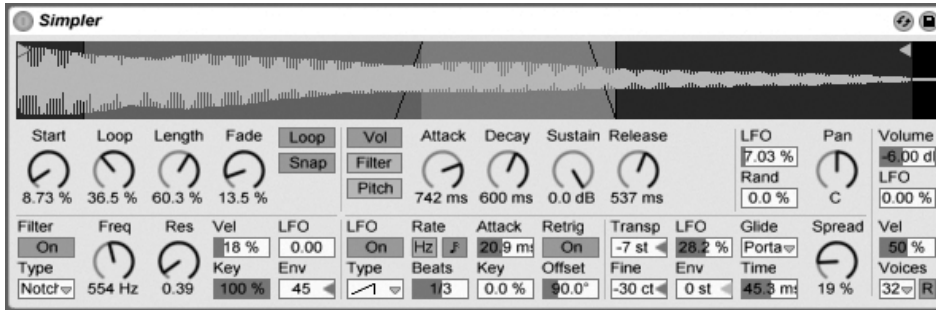 Simpler
Start Loop Length Fade Loop Vol Attack Decay Sustain Release LFO Pan Volume
Snap Filter 7.03 % -6.00 d
Pitch Rand LFO
8.73 % 36.5 % 60.3 % 13.5 % 742 ms 600 ms 0.0 dB 537 ms 0.0 % C 0.00 %
Filter Freq Res Vel LFO LFO Rate Attack Retrig Transp LFO Glide Spread Vel
On 18 % 0.00 On Hz 20.9 ms On -7 st 28.2 % Porta 50 %
Type Key Env Type Beats Key Offset Fine Env Time Voices
Notch 554 Hz 0.39 100 % 45 1/3 0.0 % 90.0° -30 ct 0 st 45.3 ms 19 % 32 R